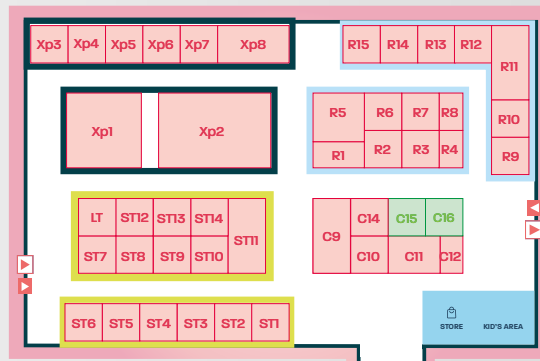 Xp3 Xp4 Xp5 Xp6 Xp7 Xp8
R15 R14 R13 R12
R11
R10
R9
Xp1 Xp2
R5 R6 R7 R8
R1 R2 R3 R4
LT ST12 ST13 ST14
ST11
ST7 ST8 ST9 ST10
C9 C14 C15 C16
C10 C11 C12
ST6 ST5 ST4 ST3 ST2 ST1
STORE KID'S AREA